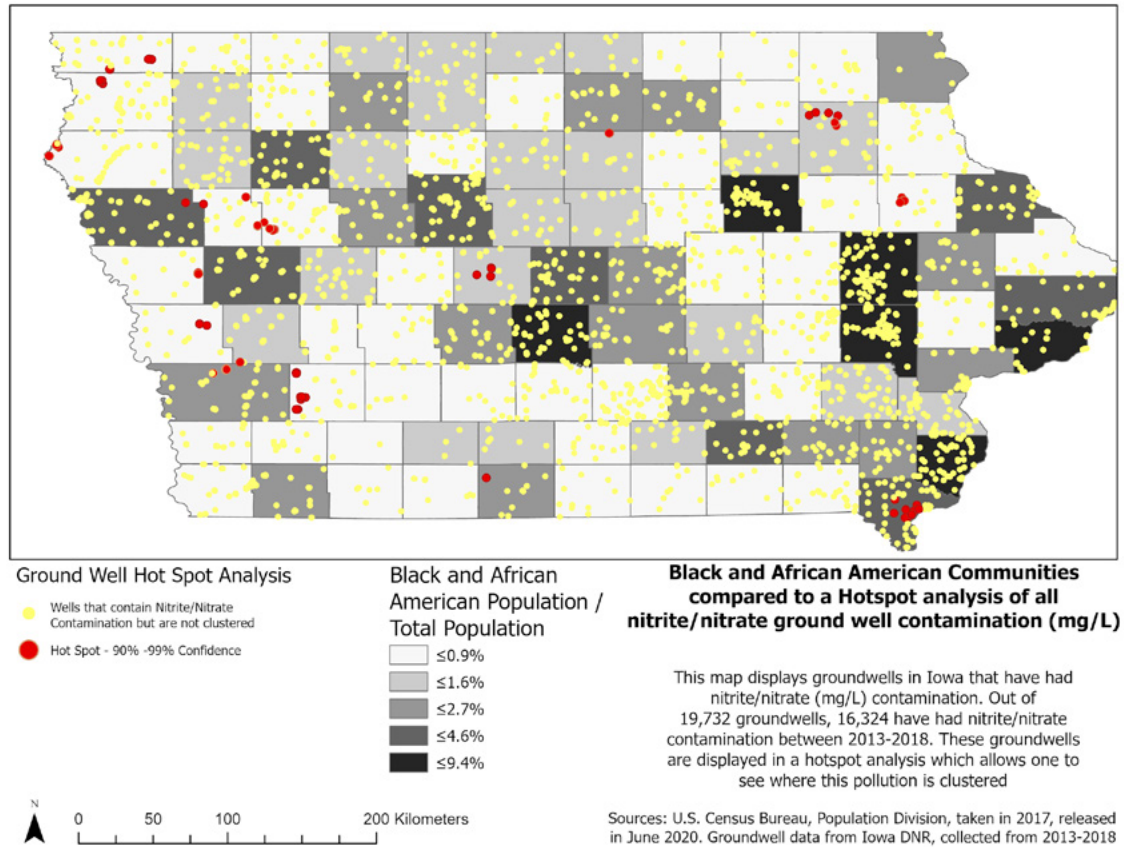 Ground Well Hot Spot Analysis
Wells that contain Nitrite/Nitrate
Contamination but are not clustered
Hot Spot - 90% -99% Confidence
Black and African
American Population /
Total Population
≤0.9%
≤1.6%
≤2.7%
≤4.6%
≤9.4%
Black and African American Communities
compared to a Hotspot analysis of all
nitrite/nitrate ground well contamination (mg/L)
This map displays groundwells in Iowa that have had
nitrite/nitrate (mg/L) contamination. Out of
19,732 groundwells, 16,324 have had nitrite/nitrate
contamination between 2013-2018. These groundwells
are displayed in a hotspot analysis which allows one to
see where this pollution is clustered
N
0 50 100 200 Kilometers
Sources: U.S. Census Bureau, Population Division, taken in 2017, released
in June 2020. Groundwell data from Iowa DNR, collected from 2013-2018